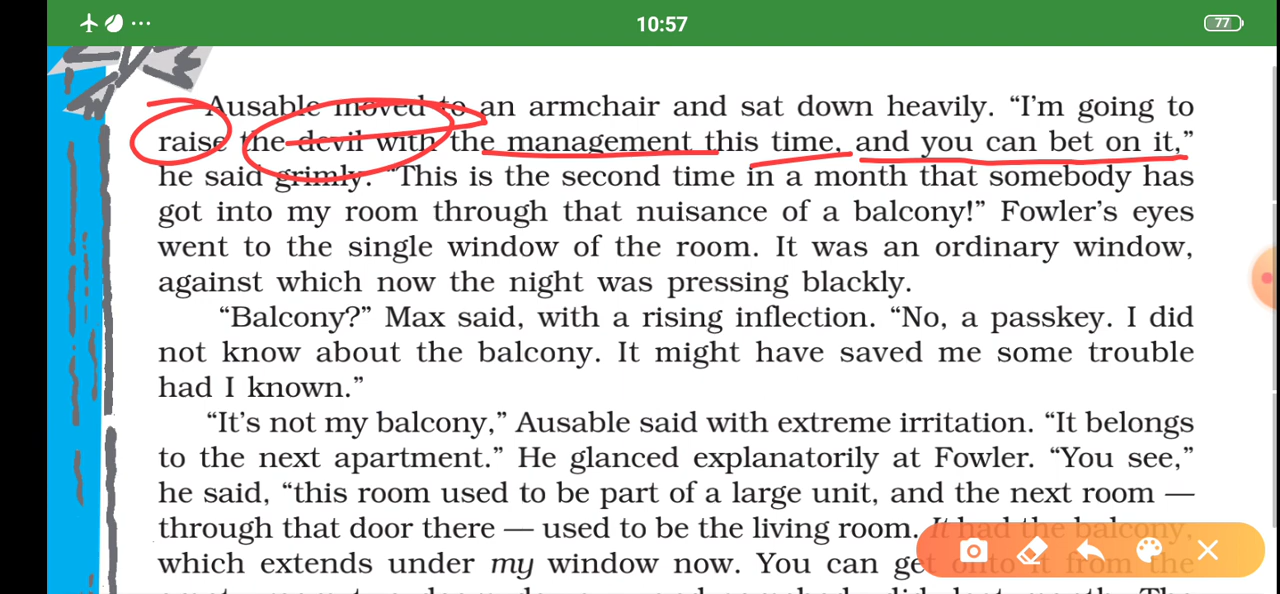 10:57
77
Ausable moved to an armchair and sat down heavily. “I’m going to
raise the devil with the management this time, and you can bet on it,”
he said grimly. “This is the second time in a month that somebody has
got into my room through that nuisance of a balcony!” Fowler’s eyes
went to the single window of the room. It was an ordinary window,
against which now the night was pressing blackly.
“Balcony?” Max said, with a rising inflection. “No, a passkey. I did
not know about the balcony. It might have saved me some trouble
had I known.”
“It’s not my balcony,” Ausable said with extreme irritation. “It belongs
to the next apartment.” He glanced explanatorily at Fowler. “You see,”
he said, “this room used to be part of a large unit, and the next room —
through that door there — used to be the living room. It had the balcony,
which extends under my window now. You can get onto it from the